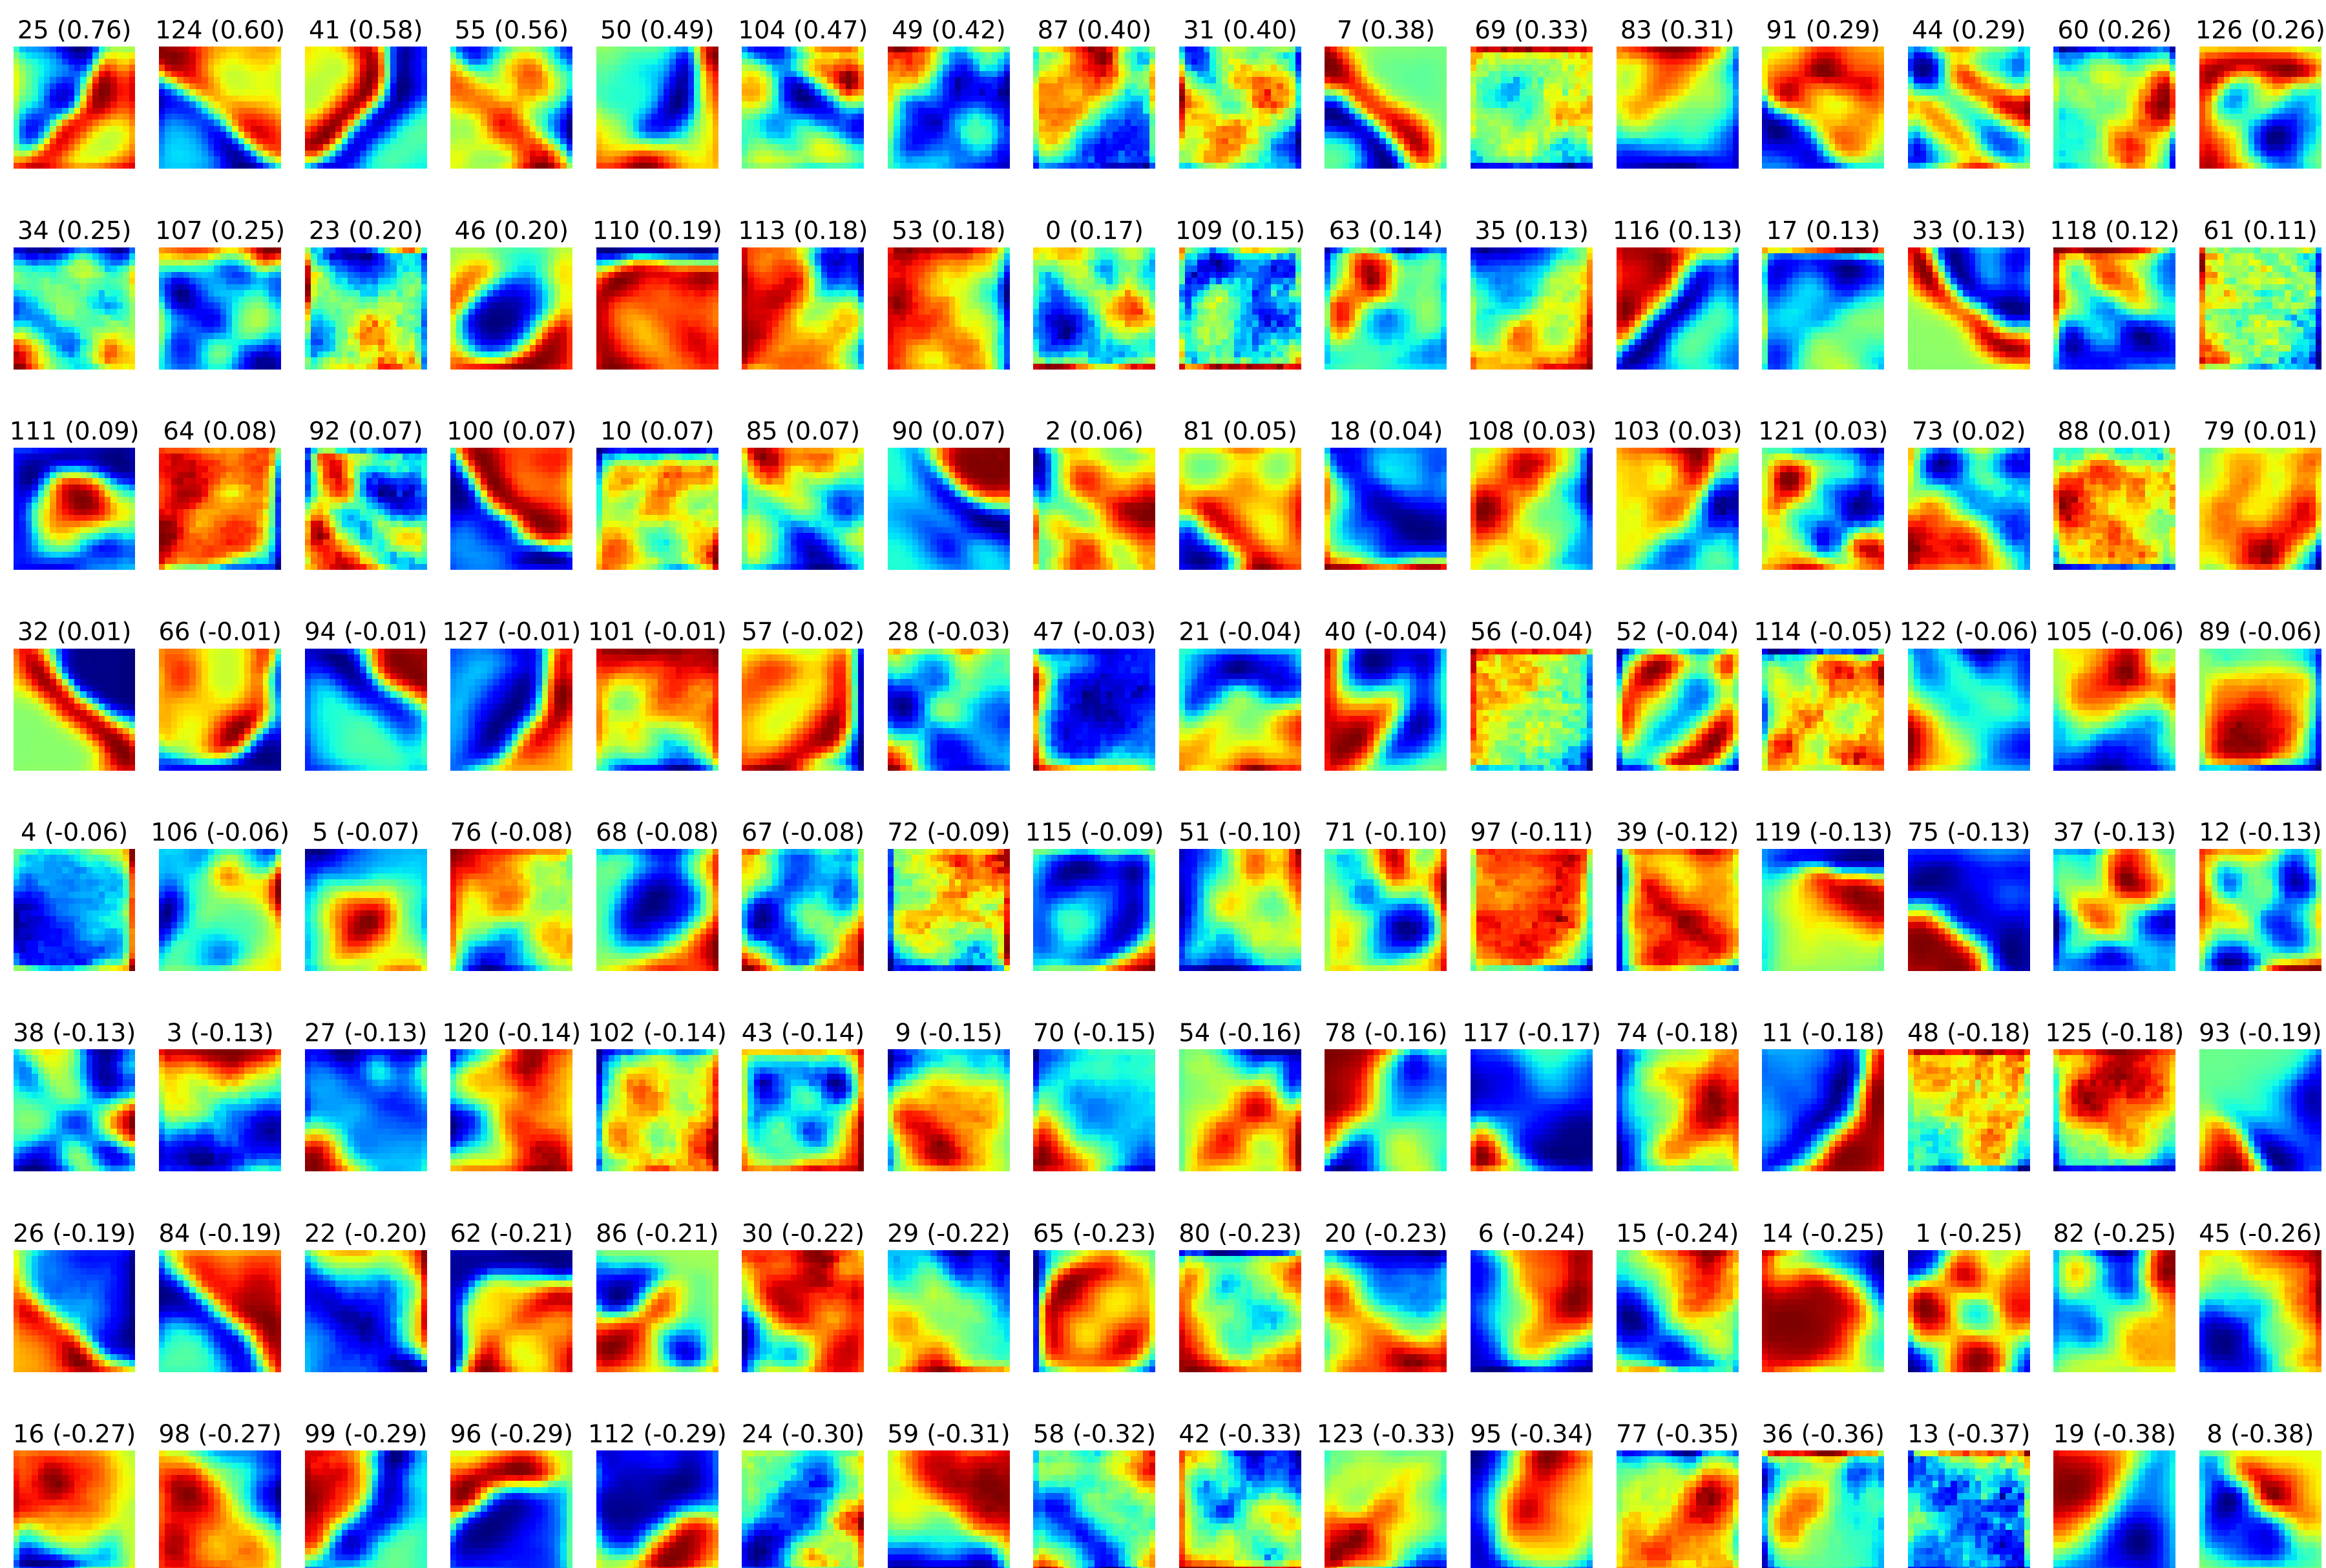 25 (0.76) 124 (0.60) 41 (0.58) 55 (0.56) 50 (0.49) 104 (0.47) 49 (0.42) 87 (0.40) 31 (0.40) 7 (0.38) 69 (0.33) 83 (0.31) 91 (0.29) 44 (0.29) 60 (0.26) 126 (0.26)
34 (0.25) 107 (0.25) 23 (0.20) 46 (0.20) 110 (0.19) 113 (0.18) 53 (0.18) 0 (0.17) 109 (0.15) 63 (0.14) 35 (0.13) 116 (0.13) 17 (0.13) 33 (0.13) 118 (0.12) 61 (0.11)
111 (0.09) 64 (0.08) 92 (0.07) 100 (0.07) 10 (0.07) 85 (0.07) 90 (0.07) 2 (0.06) 81 (0.05) 18 (0.04) 108 (0.03) 103 (0.03) 121 (0.03) 73 (0.02) 88 (0.01) 79 (0.01)
32 (0.01) 66 (-0.01) 94 (-0.01) 127 (-0.01) 101 (-0.01) 57 (-0.02) 28 (-0.03) 47 (-0.03) 21 (-0.04) 40 (-0.04) 56 (-0.04) 52 (-0.04) 114 (-0.05) 122 (-0.06) 105 (-0.06) 89 (-0.06)
4 (-0.06) 106 (-0.06) 5 (-0.07) 76 (-0.08) 68 (-0.08) 67 (-0.08) 72 (-0.09) 115 (-0.09) 51 (-0.10) 71 (-0.10) 97 (-0.11) 39 (-0.12) 119 (-0.13) 75 (-0.13) 37 (-0.13) 12 (-0.13)
38 (-0.13) 3 (-0.13) 27 (-0.13) 120 (-0.14) 102 (-0.14) 43 (-0.14) 9 (-0.15) 70 (-0.15) 54 (-0.16) 78 (-0.16) 117 (-0.17) 74 (-0.18) 11 (-0.18) 48 (-0.18) 125 (-0.18) 93 (-0.19)
26 (-0.19) 84 (-0.19) 22 (-0.20) 62 (-0.21) 86 (-0.21) 30 (-0.22) 29 (-0.22) 65 (-0.23) 80 (-0.23) 20 (-0.23) 6 (-0.24) 15 (-0.24) 14 (-0.25) 1 (-0.25) 82 (-0.25) 45 (-0.26)
16 (-0.27) 98 (-0.27) 99 (-0.29) 96 (-0.29) 112 (-0.29) 24 (-0.30) 59 (-0.31) 58 (-0.32) 42 (-0.33) 123 (-0.33) 95 (-0.34) 77 (-0.35) 36 (-0.36) 13 (-0.37) 19 (-0.38) 8 (-0.38)